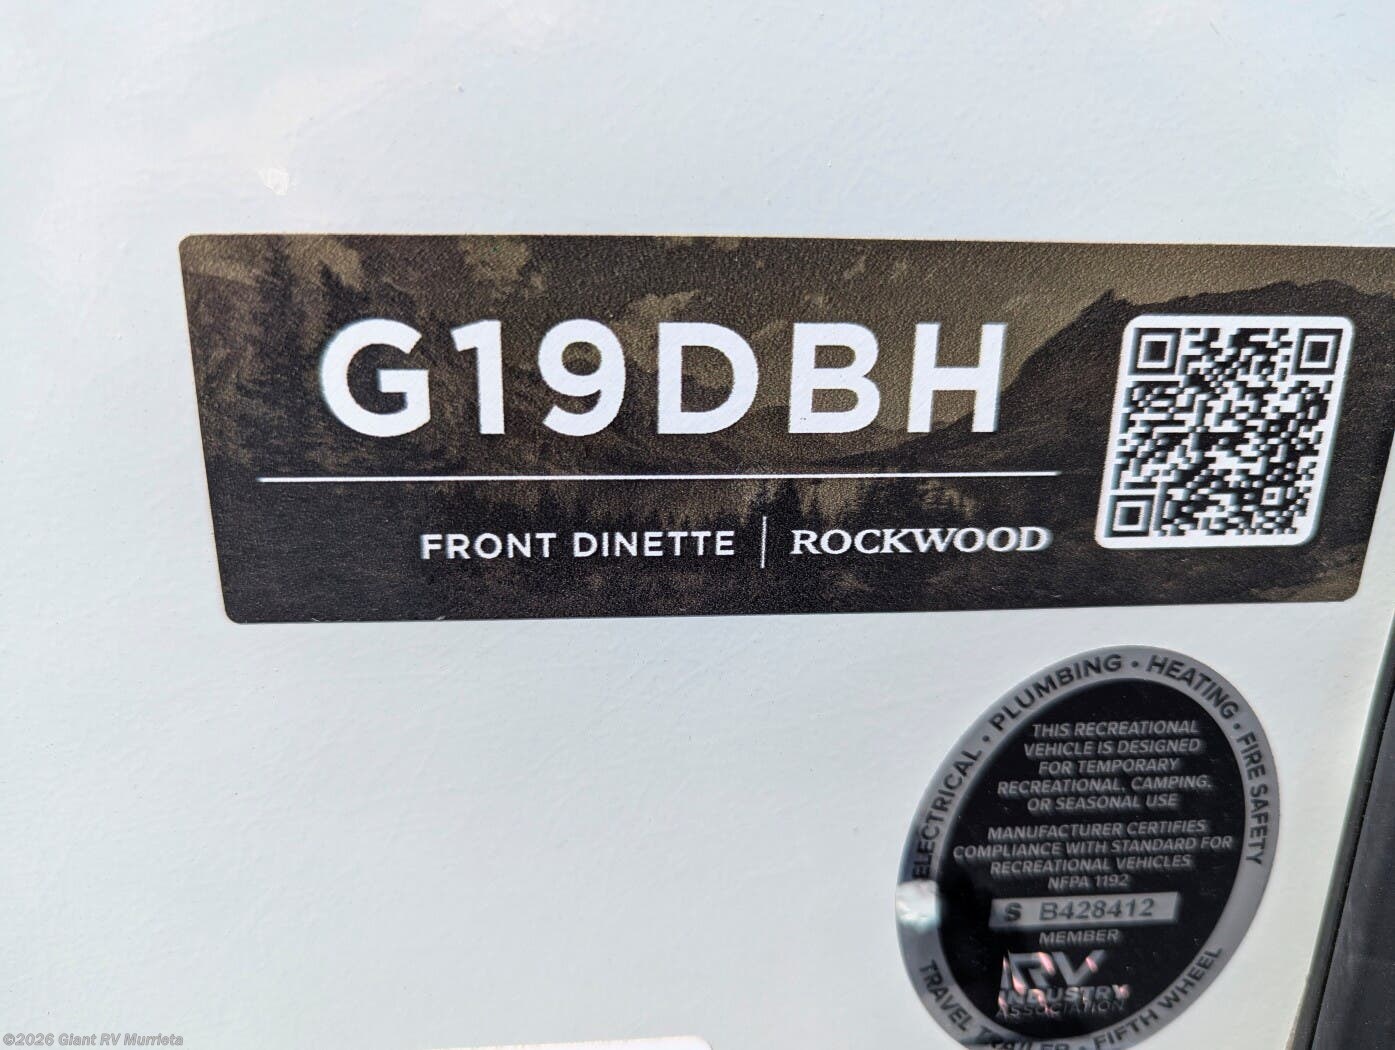 G19DBH
FRONT DINETTE | ROCKWOOD
ELECTRICAL • PLUMBING • HEATING • FIRE SAFETY
THIS RECREATIONAL
VEHICLE IS DESIGNED
FOR TEMPORARY
RECREATIONAL, CAMPING,
OR SEASONAL USE
MANUFACTURER CERTIFIES
COMPLIANCE WITH STANDARD FOR
RECREATIONAL VEHICLES
NFPA 1192
S B428412
MEMBER
RV
INDUSTRY
ASSOCIATION
TRAVEL TRAILER • FIFTH WHEEL
©2026 Giant RV Murrieta